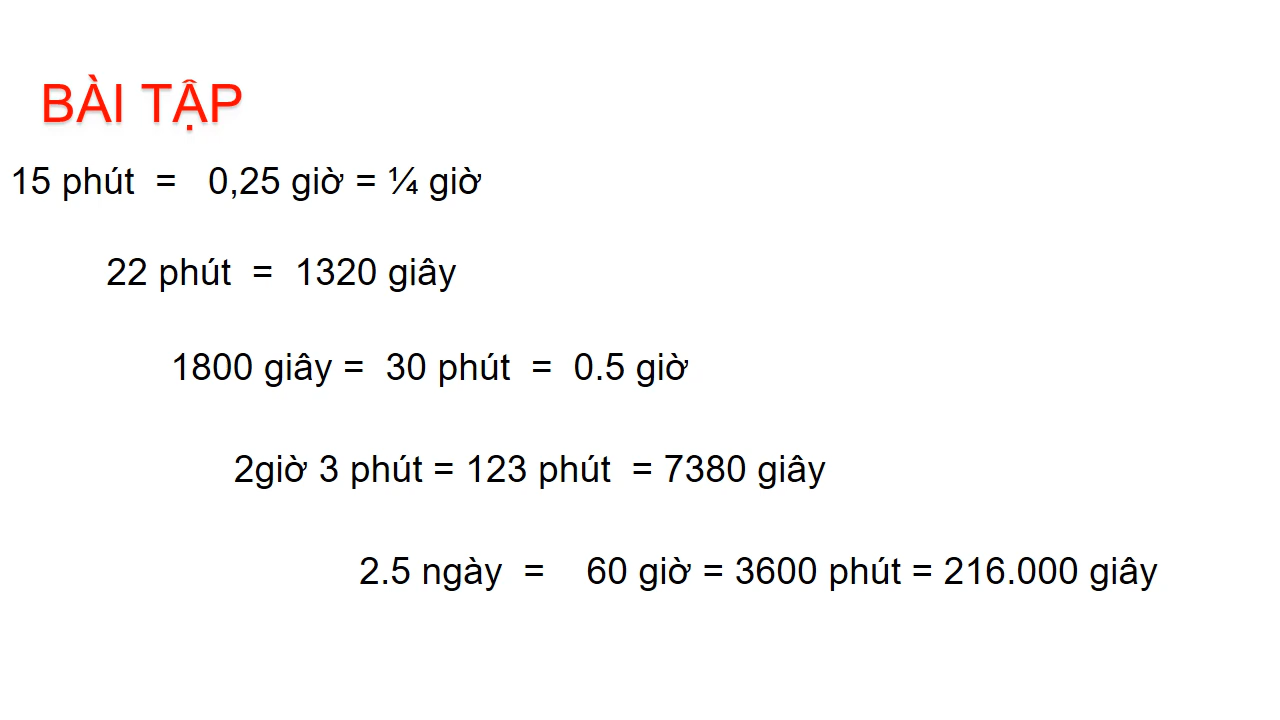 BÀI TẬP
15 phút = 0,25 giờ = ¼ giờ
22 phút = 1320 giây
1800 giây = 30 phút = 0.5 giờ
2giờ 3 phút = 123 phút = 7380 giây
2.5 ngày = 60 giờ = 3600 phút = 216.000 giây